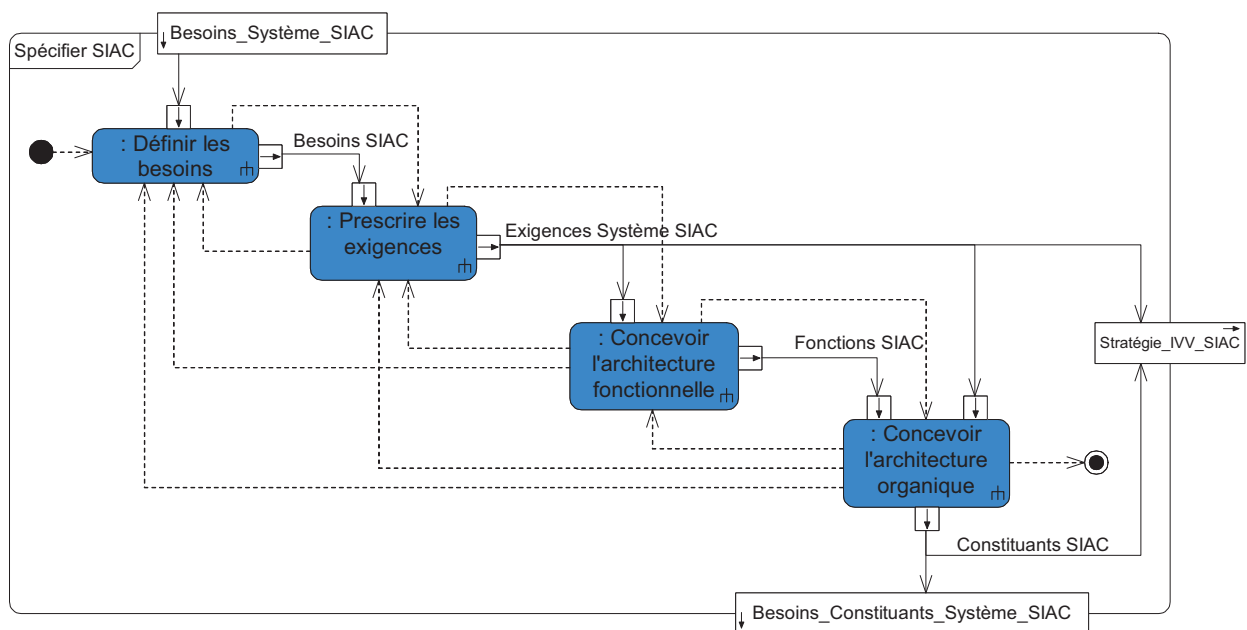 Besoins_Système_SIAC
Spécifier SIAC
: Définir les
besoins
Besoins SIAC
: Prescrire les
exigences
Exigences Système SIAC
: Concevoir
l'architecture
fonctionnelle
Fonctions SIAC
Stratégie_IVV_SIAC
: Concevoir
l'architecture
organique
Constituants SIAC
Besoins_Constituants_Système_SIAC